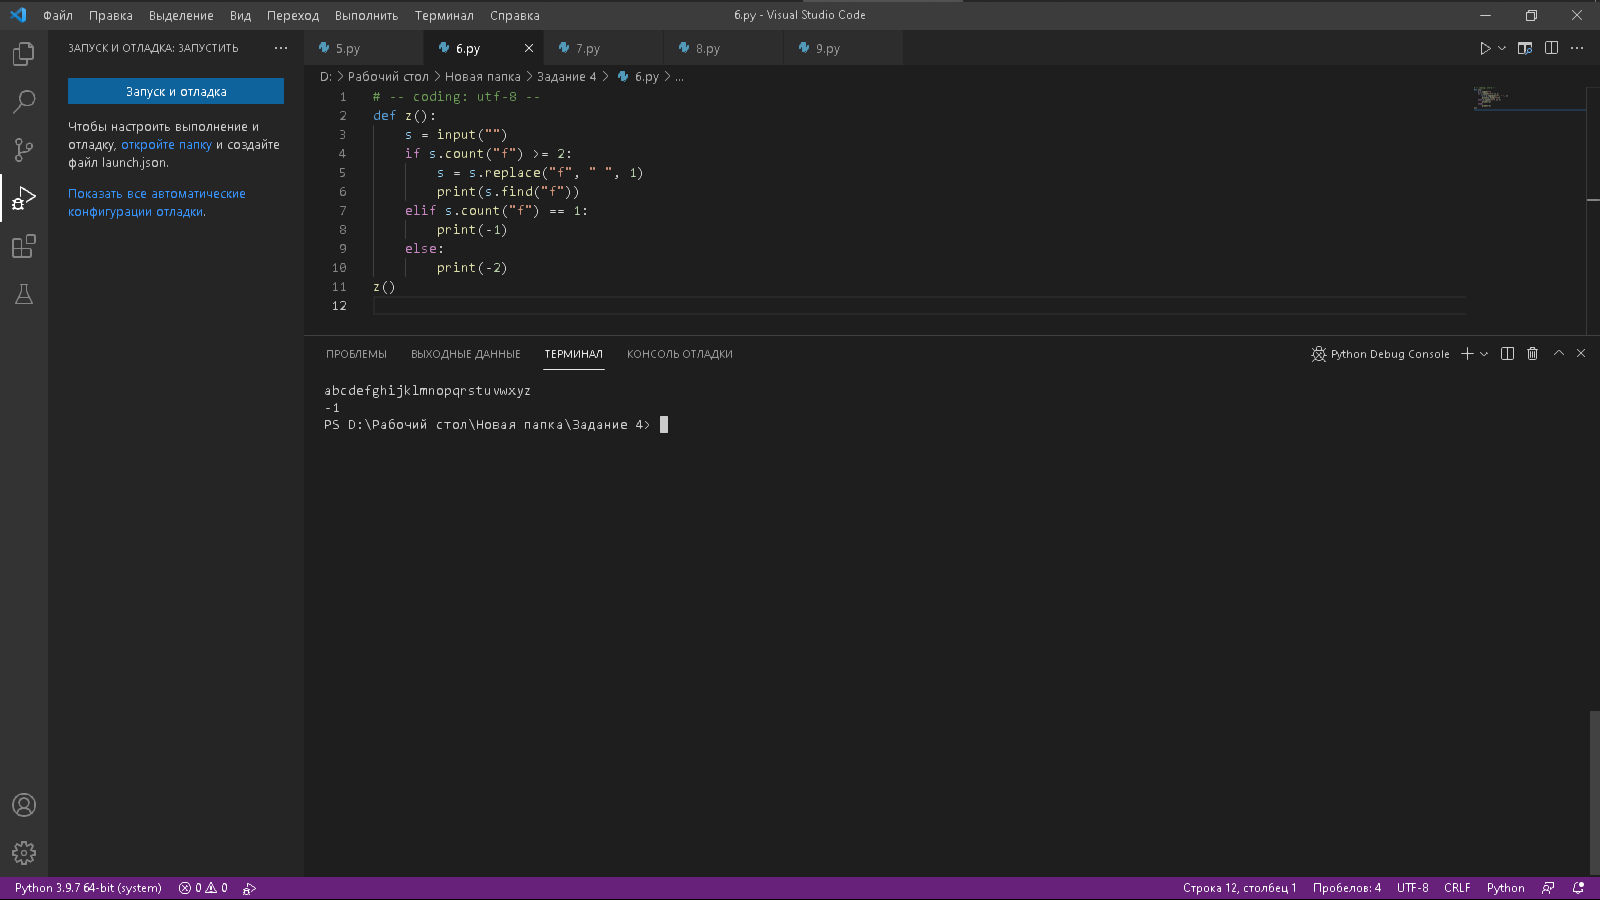 Файл Правка Выделение Вид Переход Выполнить Терминал Справка 6.py - Visual Studio Code
ЗАПУСК И ОТЛАДКА: ЗАПУСТИТЬ ...
5.py 6.py 7.py 8.py 9.py
Запуск и отладка
Чтобы настроить выполнение и
отладку, откройте папку и создайте
файл launch.json.
Показать все автоматические
конфигурации отладки.
D: > Рабочий стол > Новая папка > Задание 4 > 6.py > ...
1 # -- coding: utf-8 --
2 def z():
3 s = input("")
4 if s.count("f") >= 2:
5 s = s.replace("f", " ", 1)
6 print(s.find("f"))
7 elif s.count("f") == 1:
8 print(-1)
9 else:
10 print(-2)
11 z()
12
ПРОБЛЕМЫ ВЫХОДНЫЕ ДАННЫЕ ТЕРМИНАЛ КОНСОЛЬ ОТЛАДКИ Python Debug Console
abcdefghijklmnopqrstuvwxyz
-1
PS D:\Рабочий стол\Новая папка\Задание 4>
Python 3.9.7 64-bit (system) 0 0 Строка 12, столбец 1 Пробелов: 4 UTF-8 CRLF Python